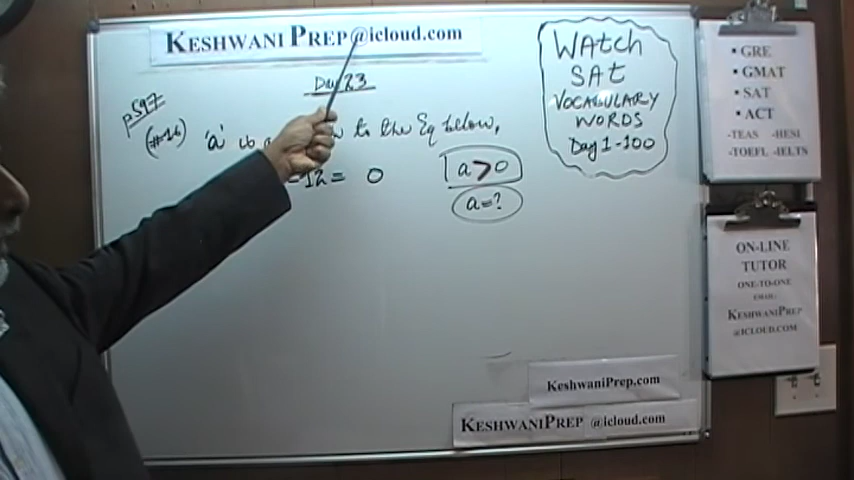 KESHWANI PREP @icloud.com
Day 23
P597
(#16)
'a' is a to the Eq below,
-12 = 0
a > 0
a = ?
WAtch
SAt
VOCABULARY
WORDS
Day 1-100
▪ GRE
▪ GMAT
▪ SAT
▪ ACT
-TEAS -HESI
-TOEFL -IELTS
ON-LINE
TUTOR
ONE-TO-ONE
EMAIL:
KESHWANIPREP
@ICLOUD.COM
KeshwaniPrep.com
KESHWANIPREP @icloud.com